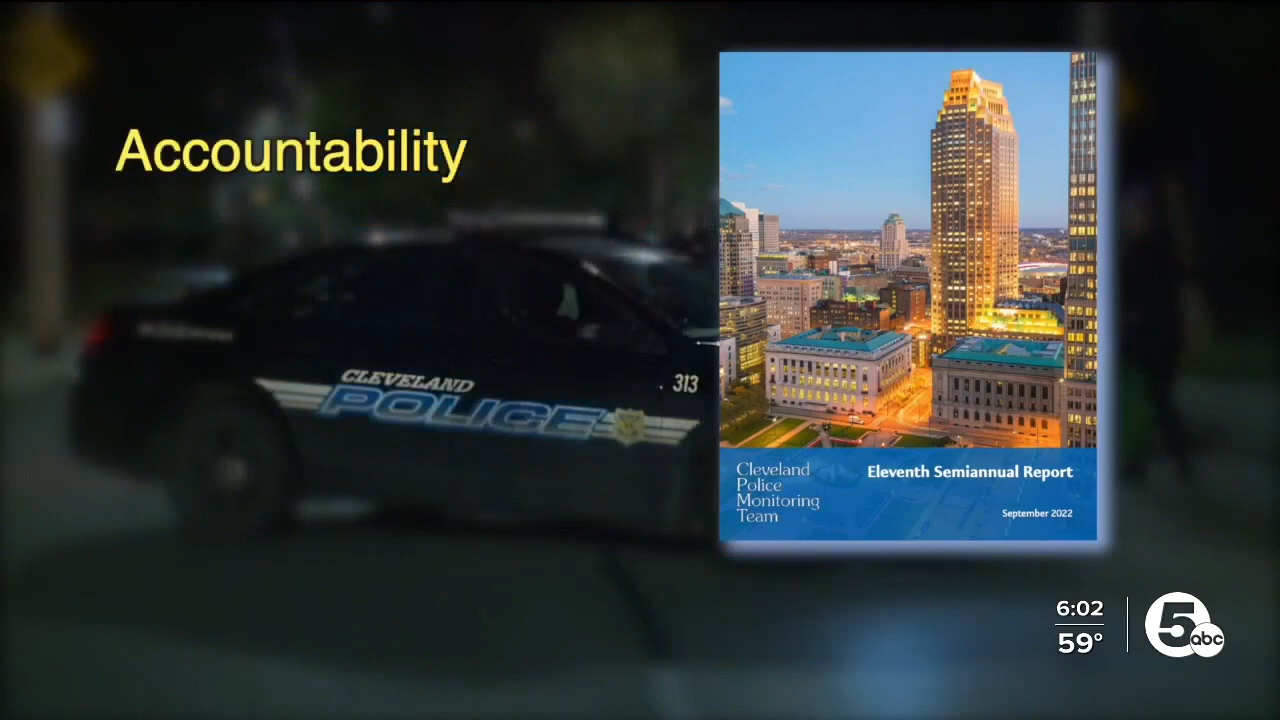 Accountability
CLEVELAND
POLICE
313
Cleveland
Police
Monitoring
Team
Eleventh Semiannual Report
September 2022
6:02
59°
5
abc